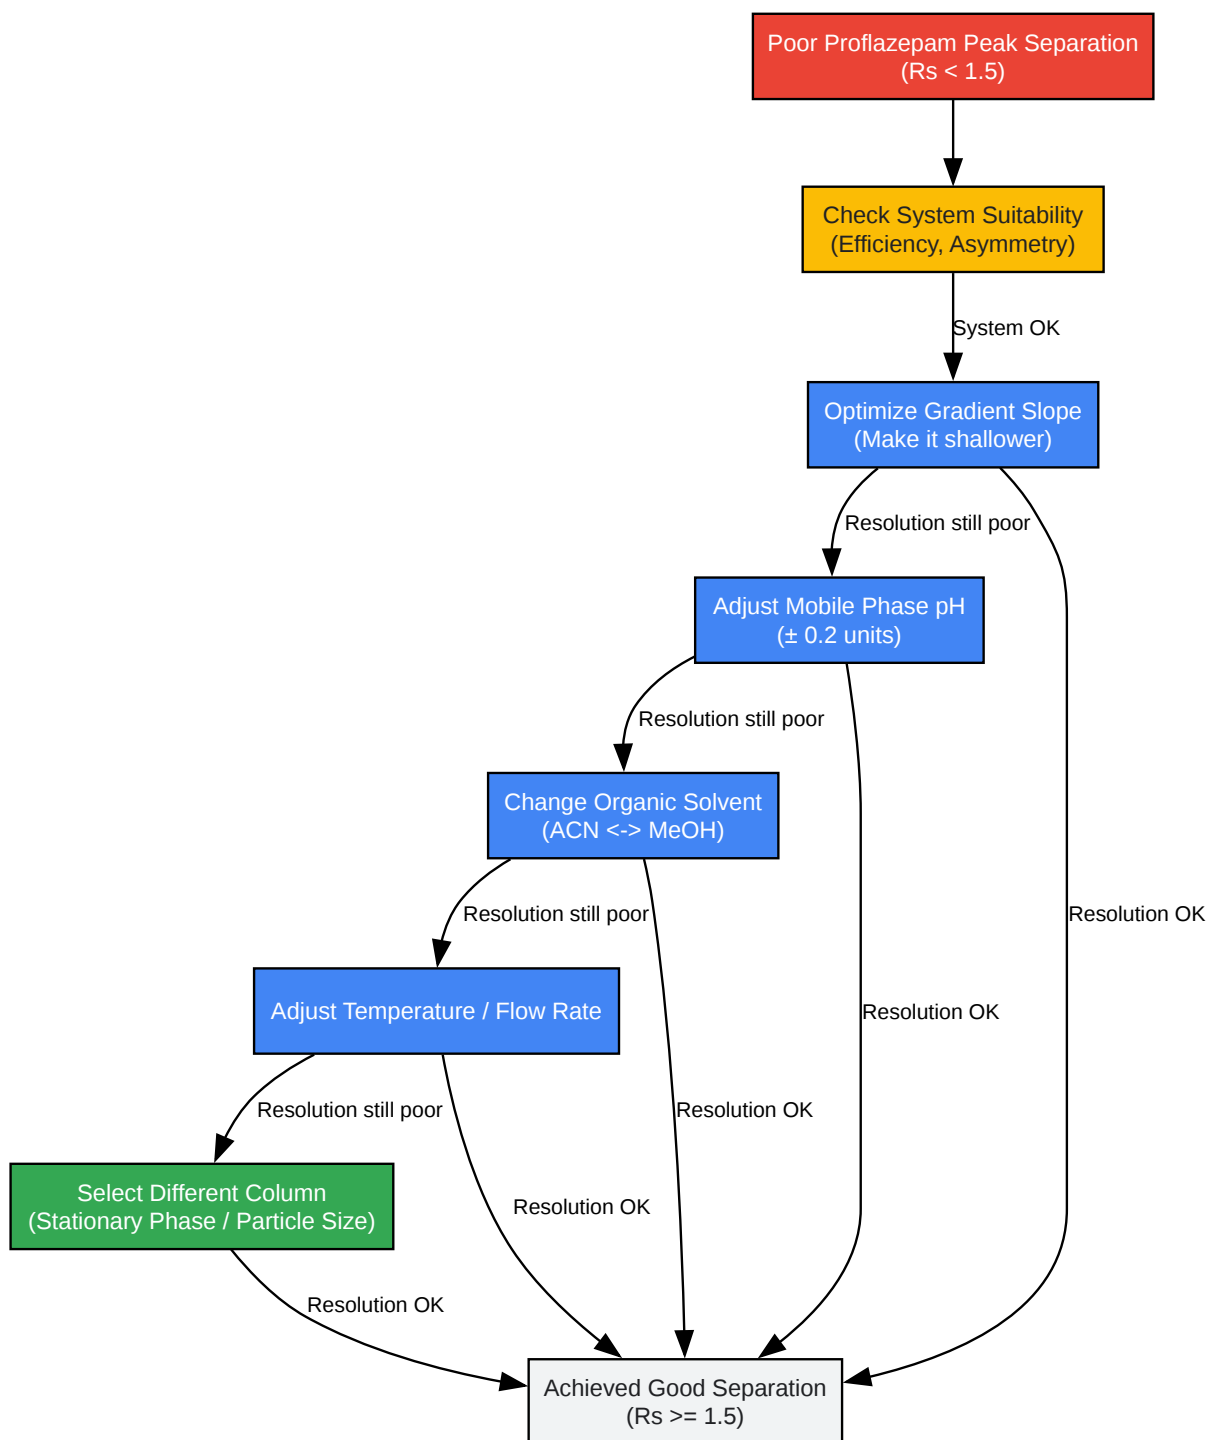 Poor Proflazepam Peak Separation
(Rs < 1.5)
Check System Suitability
(Efficiency, Asymmetry)
System OK
Optimize Gradient Slope
(Make it shallower)
Resolution still poor
Adjust Mobile Phase pH
(± 0.2 units)
Resolution still poor
Change Organic Solvent
(ACN <-> MeOH)
Resolution still poor
Resolution OK
Adjust Temperature / Flow Rate
Resolution OK
Resolution still poor
Resolution OK
Select Different Column
(Stationary Phase / Particle Size)
Resolution OK
Resolution OK
Achieved Good Separation
(Rs >= 1.5)